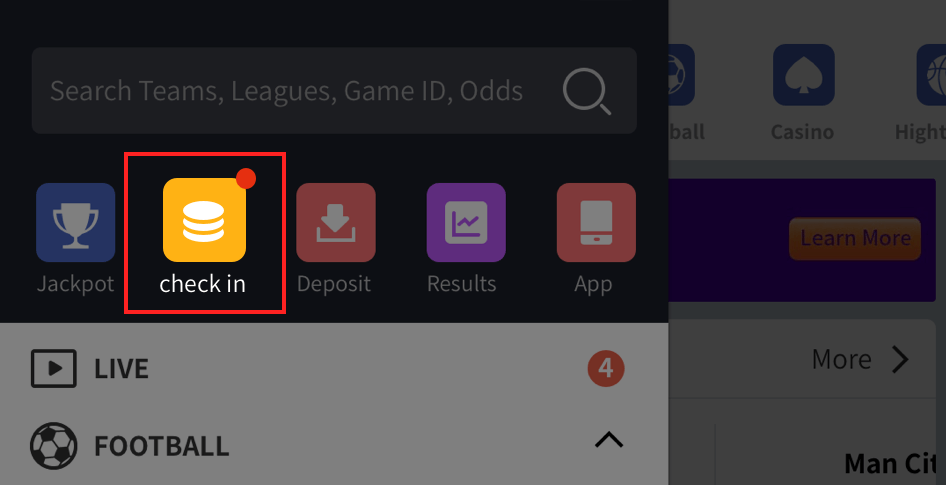 Search Teams, Leagues, Game ID, Odds
ball
Casino
Hight
Jackpot
check in
Deposit
Results
App
Learn More
LIVE
4
More
FOOTBALL
Man Cit